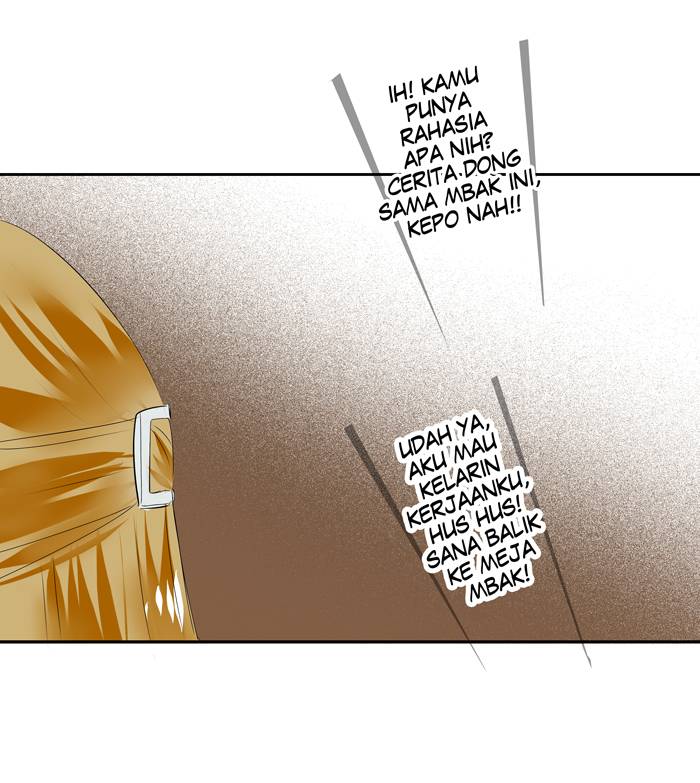 IH! KAMU
PUNYA
RAHASIA
APA NIH?
CERITA DONG
SAMA MBAK INI,
KEPO NAH!!
UDAH YA,
AKU MAU
KELARIN
KERJAANKU,
HUS HUS!
SANA BALIK
KE MEJA
MBAK!